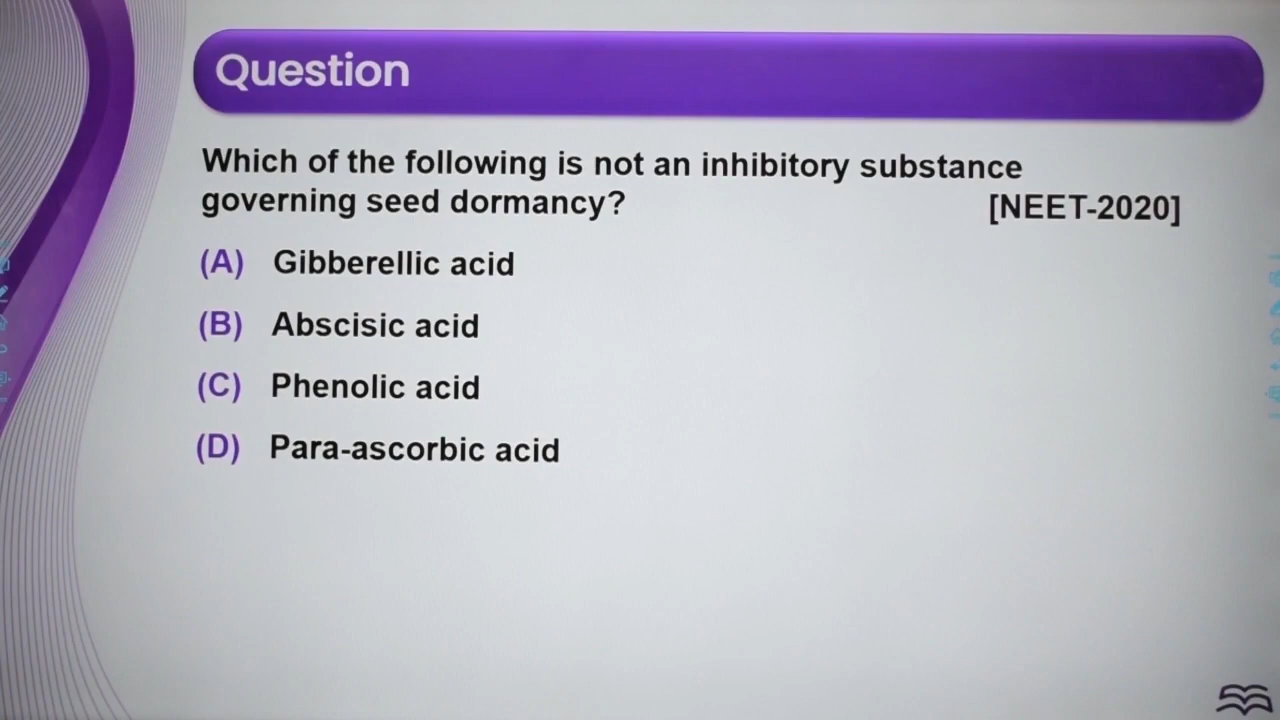 Question
Which of the following is not an inhibitory substance
governing seed dormancy?
[NEET-2020]
(A) Gibberellic acid
(B) Abscisic acid
(C) Phenolic acid
(D) Para-ascorbic acid